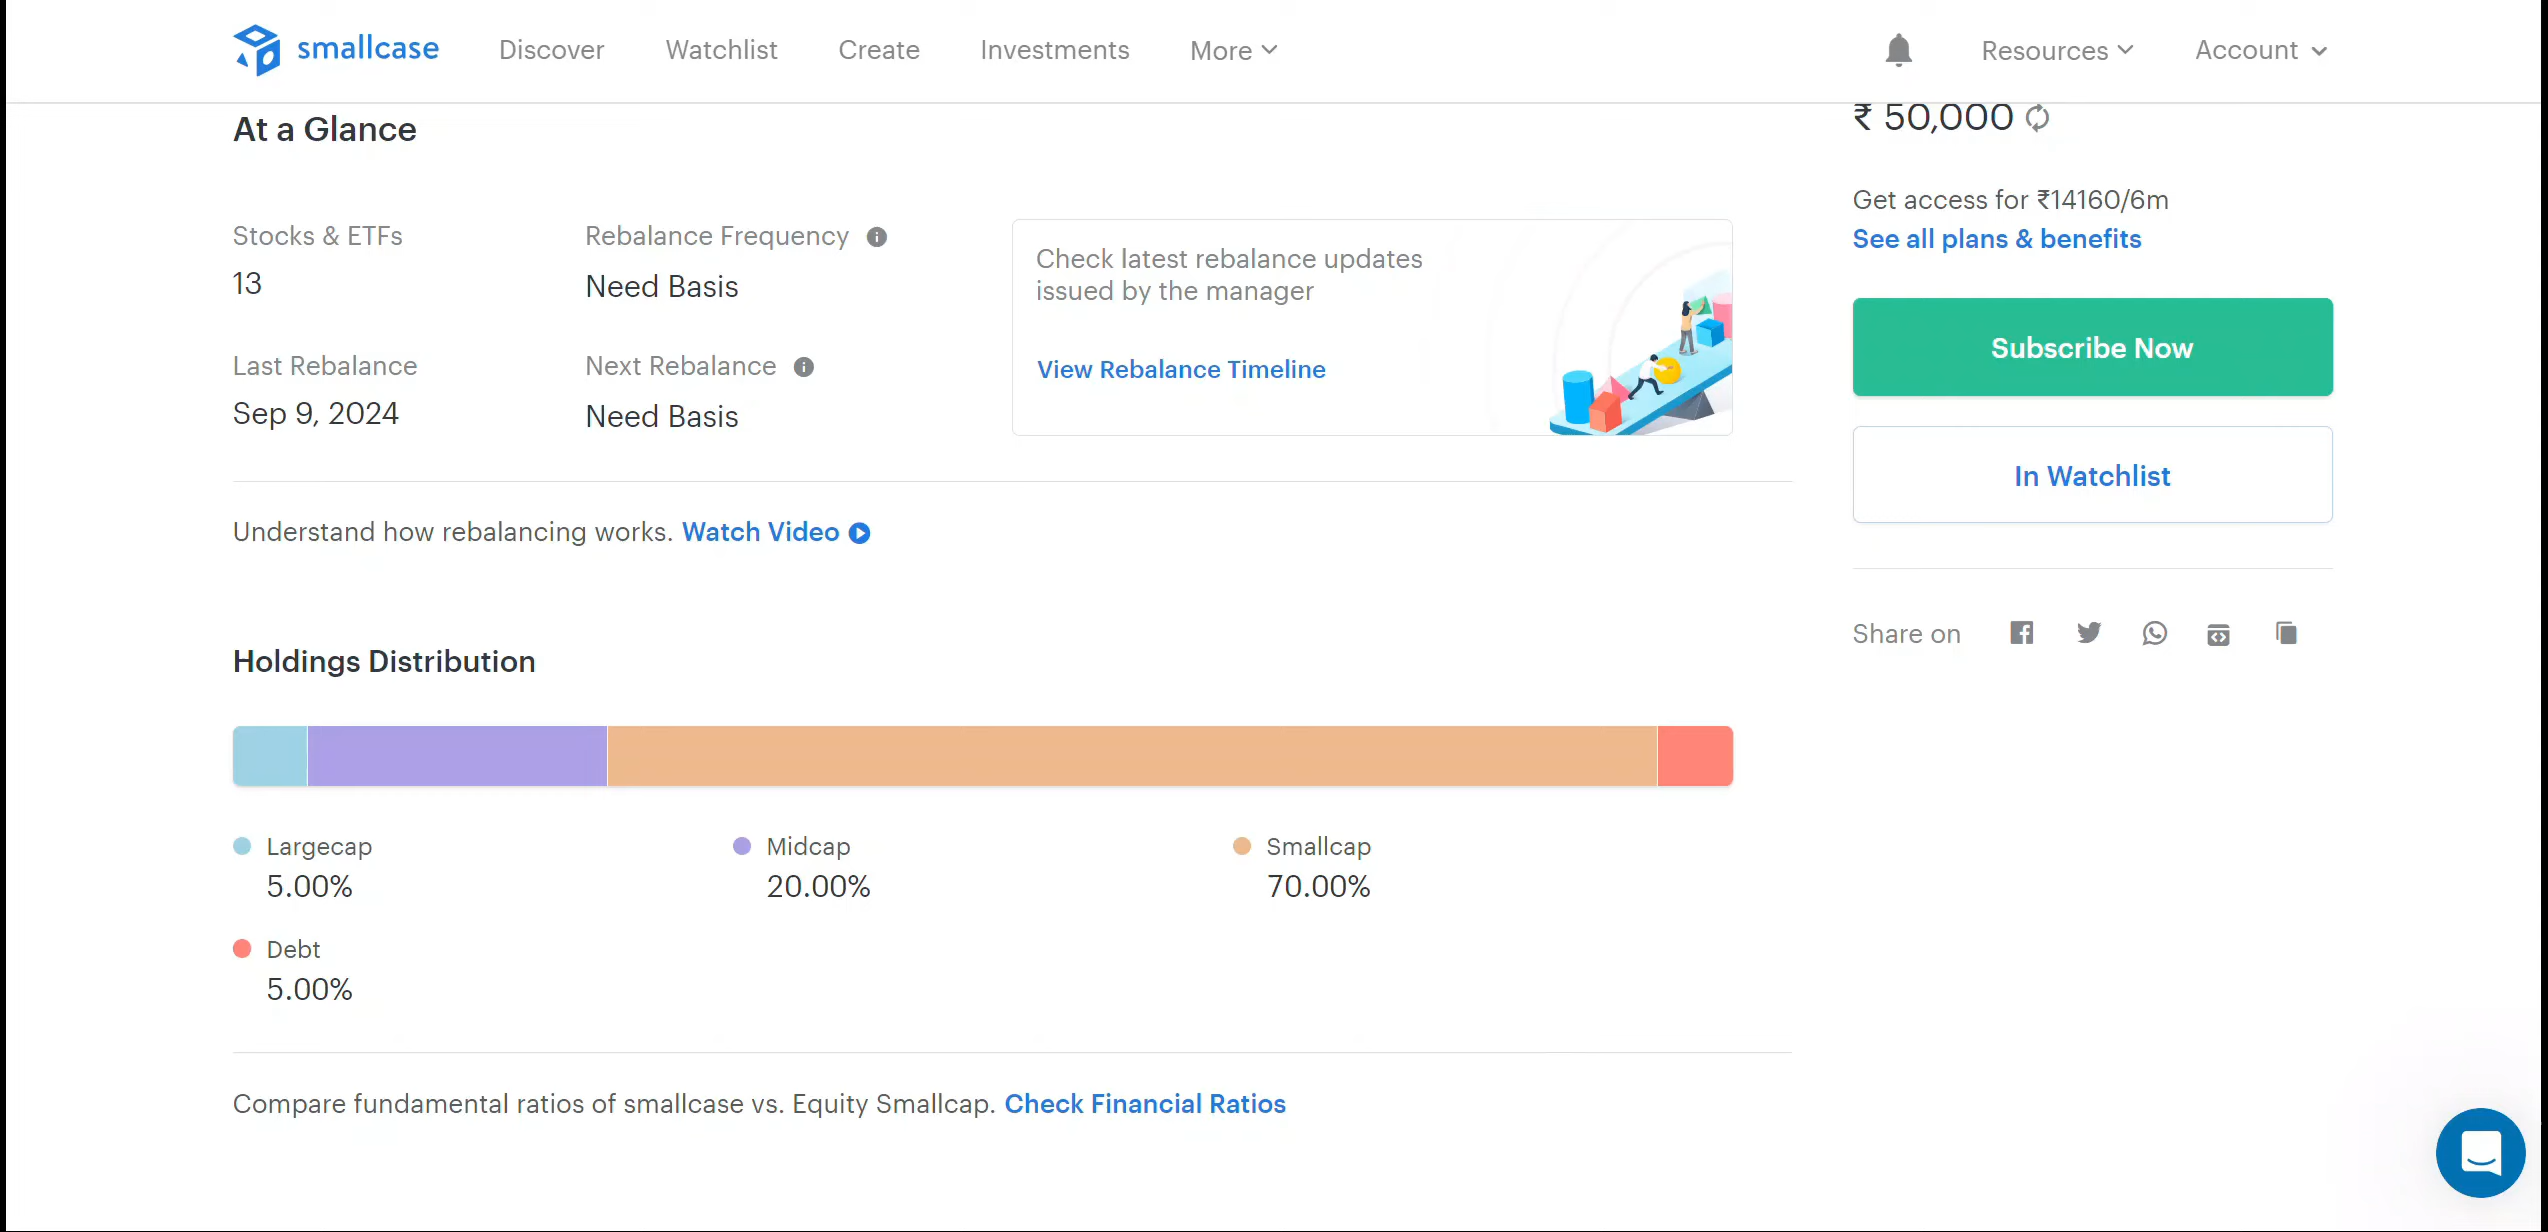 smallcase
Discover
Watchlist
Create
Investments
More
Resources
Account
At a Glance
Stocks & ETFs
13
Rebalance Frequency
Need Basis
Last Rebalance
Sep 9, 2024
Next Rebalance
Need Basis
Check latest rebalance updates
issued by the manager
View Rebalance Timeline
Understand how rebalancing works. Watch Video
Holdings Distribution
Largecap
5.00%
Midcap
20.00%
Smallcap
70.00%
Debt
5.00%
Compare fundamental ratios of smallcase vs. Equity Smallcap. Check Financial Ratios
₹ 50,000
Get access for ₹14160/6m
See all plans & benefits
Subscribe Now
In Watchlist
Share on